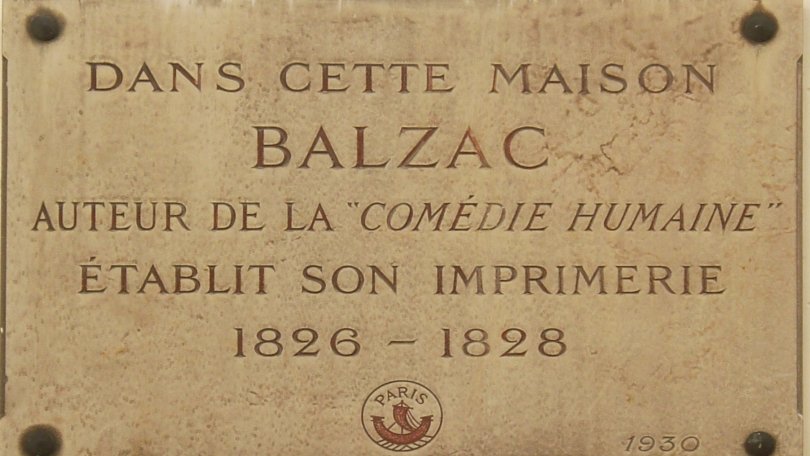 DANS CETTE MAISON
BALZAC
AUTEUR DE LA "COMÉDIE HUMAINE"
ÉTABLIT SON IMPRIMERIE
1826 - 1828
PARIS
1930